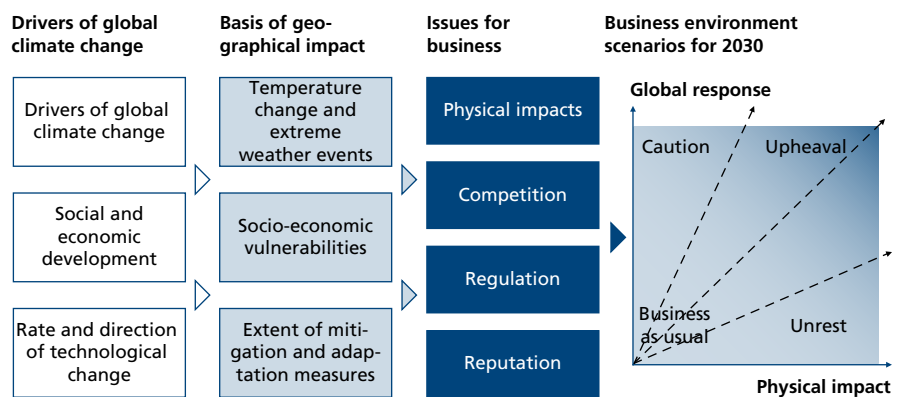 Drivers of global
climate change
Basis of geo-
graphical impact
Issues for
business
Business environment
scenarios for 2030
Drivers of global
climate change
Social and
economic
development
Rate and direction
of technological
change
Temperature
change and
extreme
weather events
Socio-economic
vulnerabilities
Extent of miti-
gation and adap-
tation measures
Physical impacts
Competition
Regulation
Reputation
Global response
Caution
Upheaval
Business
as usual
Unrest
Physical impact